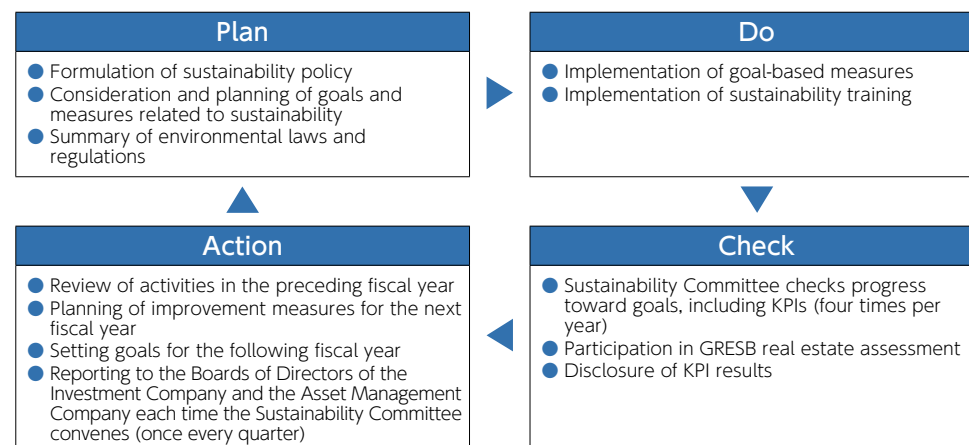 Plan
● Formulation of sustainability policy
● Consideration and planning of goals and
measures related to sustainability
● Summary of environmental laws and
regulations
Do
● Implementation of goal-based measures
● Implementation of sustainability training
Action
● Review of activities in the preceding fiscal year
● Planning of improvement measures for the next
fiscal year
● Setting goals for the following fiscal year
● Reporting to the Boards of Directors of the
Investment Company and the Asset Management
Company each time the Sustainability Committee
convenes (once every quarter)
Check
● Sustainability Committee checks progress
toward goals, including KPIs (four times per
year)
● Participation in GRESB real estate assessment
● Disclosure of KPI results